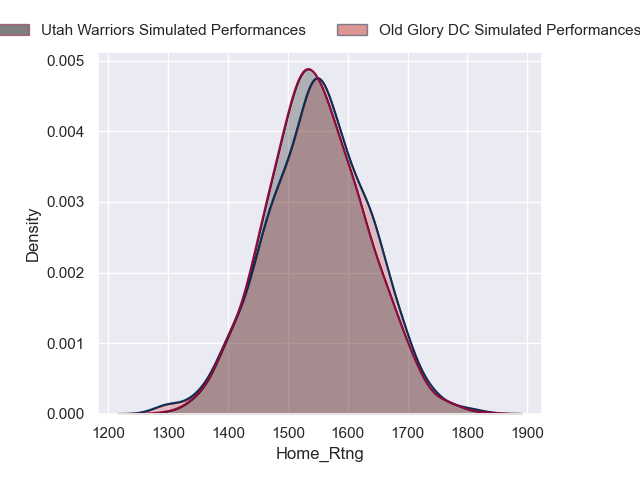 Utah Warriors Simulated Performances Old Glory DC Simulated Performances
0.005
0.004
0.003
0.002
0.001
0.000
Density
1200 1300 1400 1500 1600 1700 1800 1900
Home_Rtng